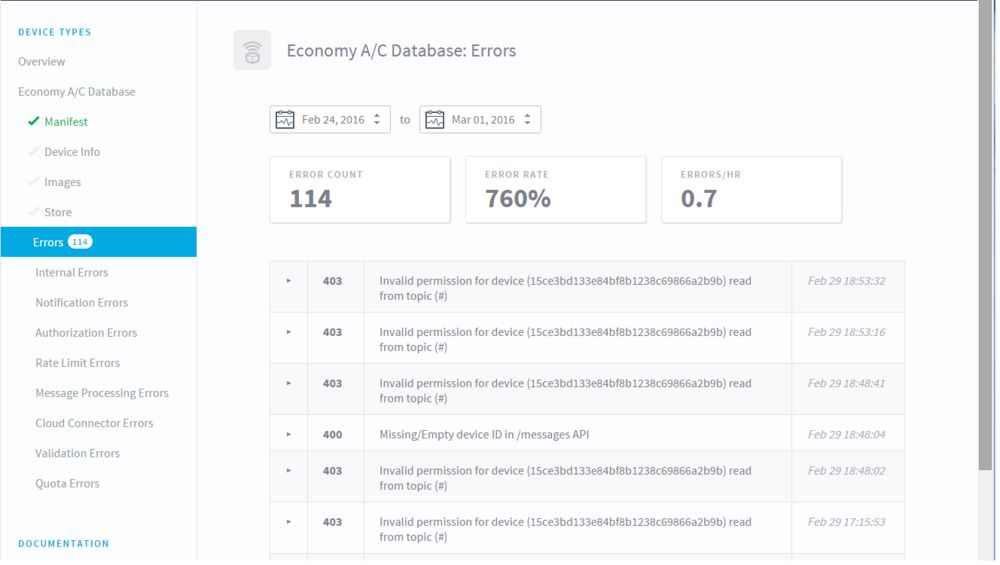 DEVICE TYPES
Overview
Economy A/C Database
Manifest
Device Info
Images
Store
Errors 114
Internal Errors
Notification Errors
Authorization Errors
Rate Limit Errors
Message Processing Errors
Cloud Connector Errors
Validation Errors
Quota Errors
DOCUMENTATION
Economy A/C Database: Errors
Feb 24, 2016 to Mar 01, 2016
ERROR COUNT
114
ERROR RATE
760%
ERRORS/HR
0.7
403 Invalid permission for device (15ce3bd133e84bf8b1238c69866a2b9b) read Feb 29 18:53:32
from topic (#)
403 Invalid permission for device (15ce3bd133e84bf8b1238c69866a2b9b) read Feb 29 18:53:16
from topic (#)
403 Invalid permission for device (15ce3bd133e84bf8b1238c69866a2b9b) read Feb 29 18:48:41
from topic (#)
400 Missing/Empty device ID in /messages API Feb 29 18:48:04
403 Invalid permission for device (15ce3bd133e84bf8b1238c69866a2b9b) read Feb 29 18:48:02
from topic (#)
403 Invalid permission for device (15ce3bd133e84bf8b1238c69866a2b9b) read Feb 29 17:15:53
from topic (#)